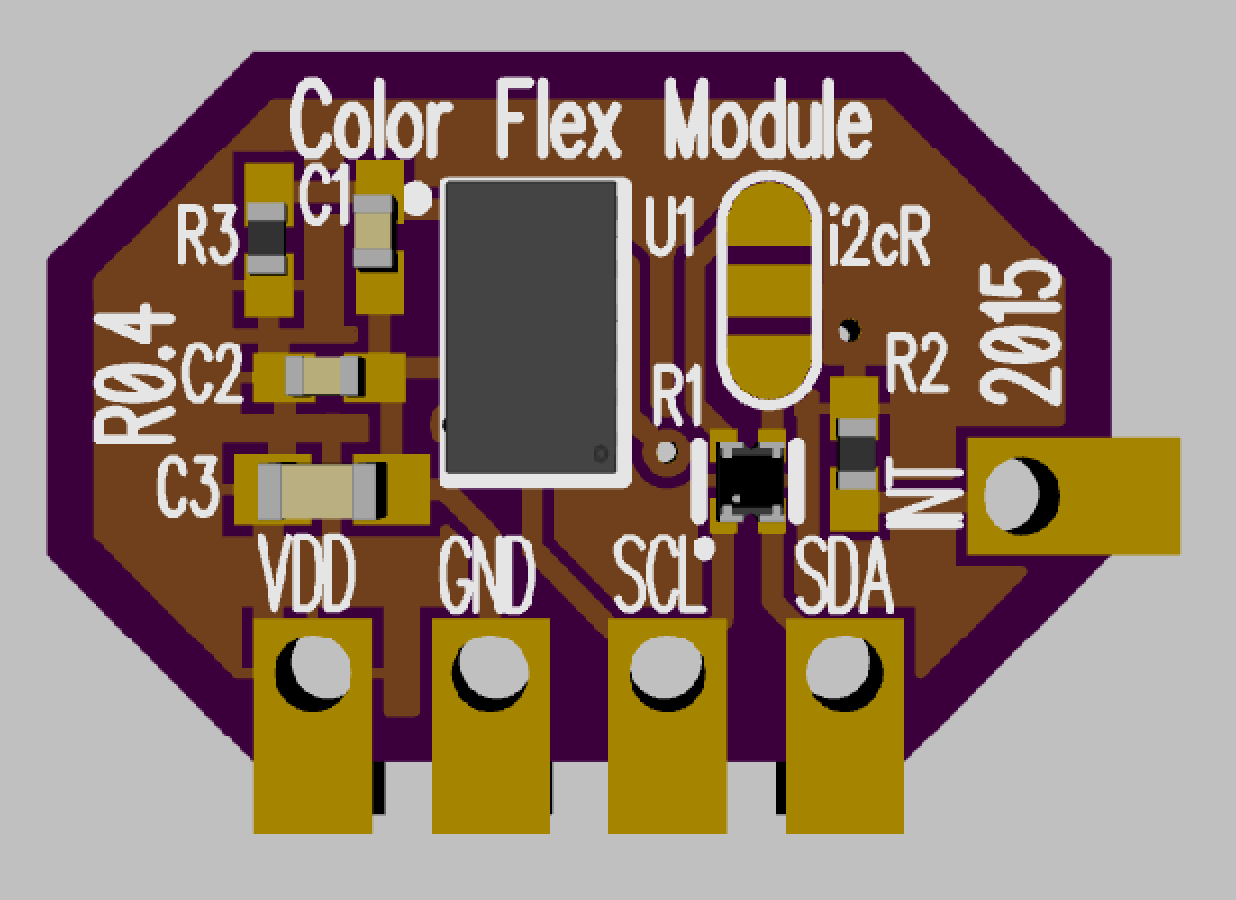 Color Flex Module
C1
R3
U1
i2cR
R0.4
2015
C2
R1
R2
C3
NT
VDD
GND
SCL
SDA